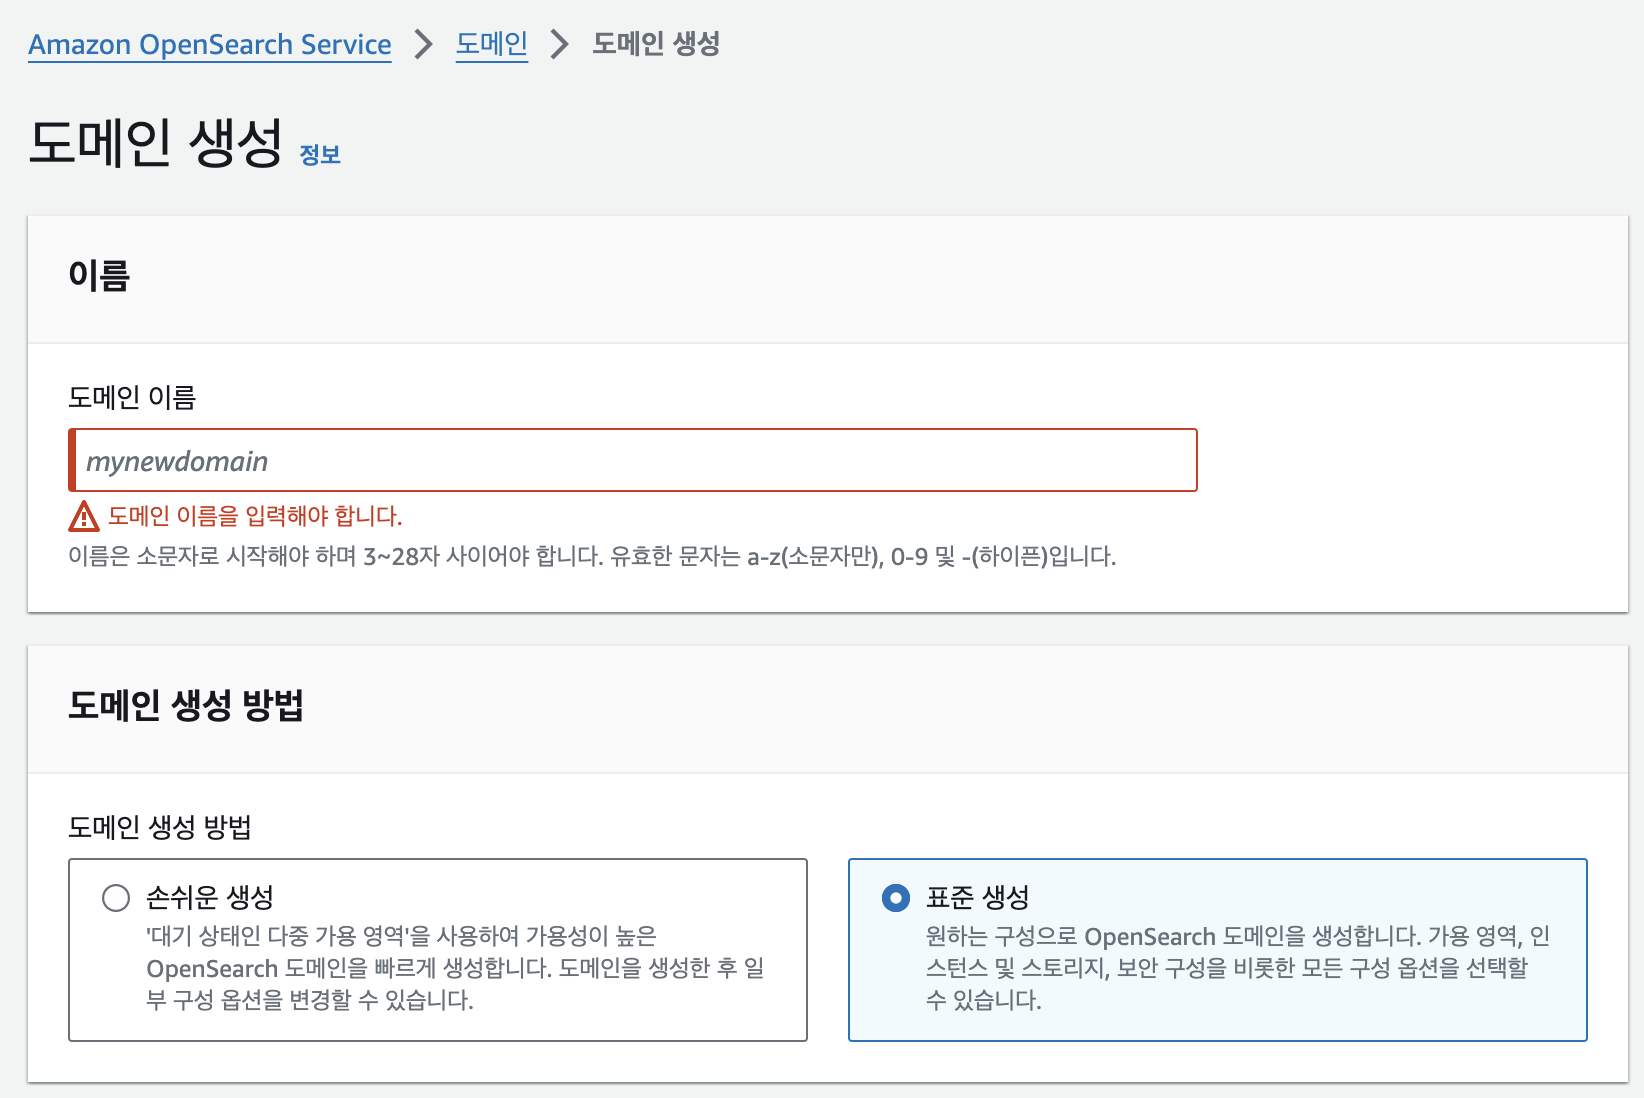 Amazon OpenSearch Service > 도메인 > 도메인 생성
도메인 생성 정보
이름
도메인 이름
mynewdomain
도메인 이름을 입력해야 합니다.
이름은 소문자로 시작해야 하며 3~28자 사이어야 합니다. 유효한 문자는 a-z(소문자만), 0-9 및 -(하이픈)입니다.
도메인 생성 방법
도메인 생성 방법
손쉬운 생성
'대기 상태인 다중 가용 영역'을 사용하여 가용성이 높은
OpenSearch 도메인을 빠르게 생성합니다. 도메인을 생성한 후 일
부 구성 옵션을 변경할 수 있습니다.
표준 생성
원하는 구성으로 OpenSearch 도메인을 생성합니다. 가용 영역, 인
스턴스 및 스토리지, 보안 구성을 비롯한 모든 구성 옵션을 선택할
수 있습니다.